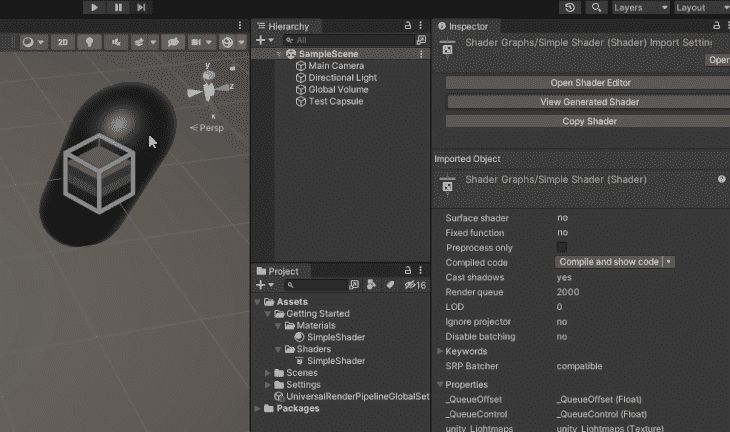 Layers
Layout
Hierarchy
Inspector
2D
All
SampleScene
Main Camera
Directional Light
Global Volume
Test Capsule
y
z
x
Persp
Shader Graphs/Simple Shader (Shader) Import Settin
Open
Open Shader Editor
View Generated Shader
Copy Shader
Imported Object
Shader Graphs/Simple Shader (Shader)
Surface shader no
Fixed function no
Preprocess only
Compiled code Compile and show code
Cast shadows yes
Render queue 2000
LOD 0
Ignore projector no
Disable batching no
Keywords
SRP Batcher compatible
Properties
_QueueOffset _QueueOffset (Float)
_QueueControl _QueueControl (Float)
unity_Lightmaps unity_Lightmaps (Texture)
Project
16
Assets
Getting Started
Materials
SimpleShader
Shaders
SimpleShader
Scenes
Settings
UniversalRenderPipelineGlobalSet
Packages